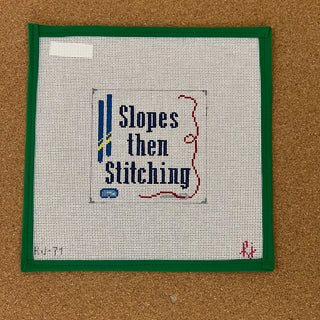 Slopes
then
Stitching
KJ-71